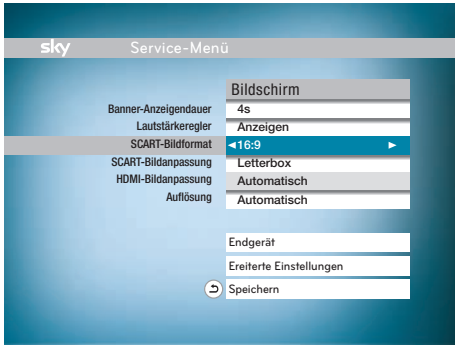 sky Service-Menü
Bildschirm
Banner-Anzeigendauer 4s
Lautstärkeregler Anzeigen
SCART-Bildformat 16:9
SCART-Bildanpassung Letterbox
HDMI-Bildanpassung Automatisch
Auflösung Automatisch
Endgerät
Ereiterte Einstellungen
Speichern